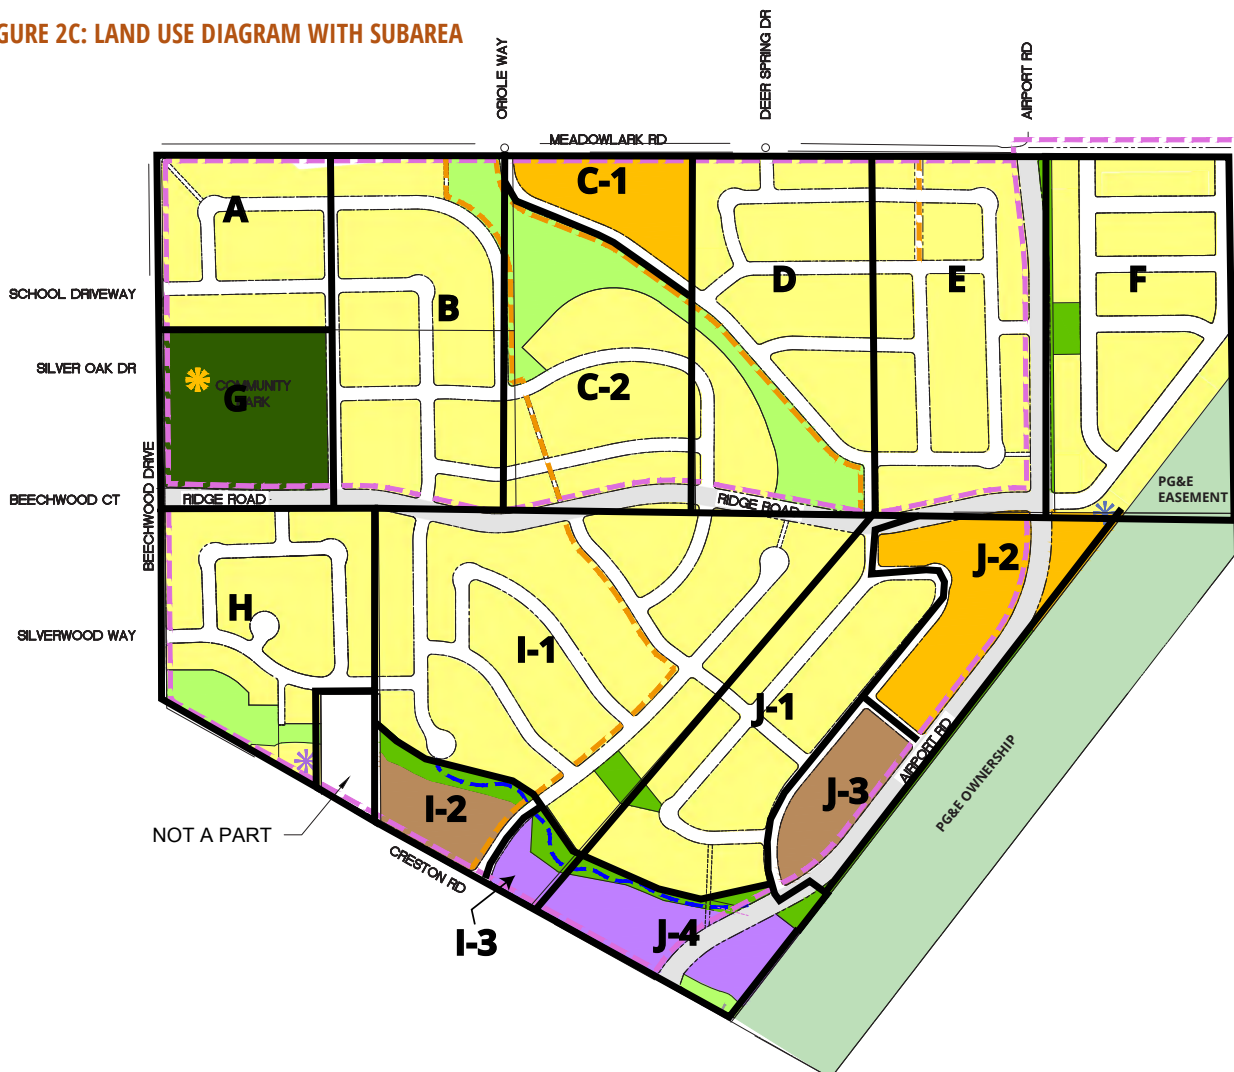 GURE 2C: LAND USE DIAGRAM WITH SUBAREA
ORIOLE WAY
DEER SPRING DR
AIRPORT RD
MEADOWLARK RD
C-1
A
D
E
F
SCHOOL DRIVEWAY
B
SILVER OAK DR
COMMUNITY
PARK
G
C-2
BEECHWOOD DRIVE
PG&E
EASEMENT
BEECHWOOD CT
RIDGE ROAD
RIDGE ROAD
J-2
H
SILVERWOOD WAY
I-1
J-1
AIRPORT RD
PG&E OWNERSHIP
J-3
I-2
NOT A PART
CRESTON RD
I-3
J-4